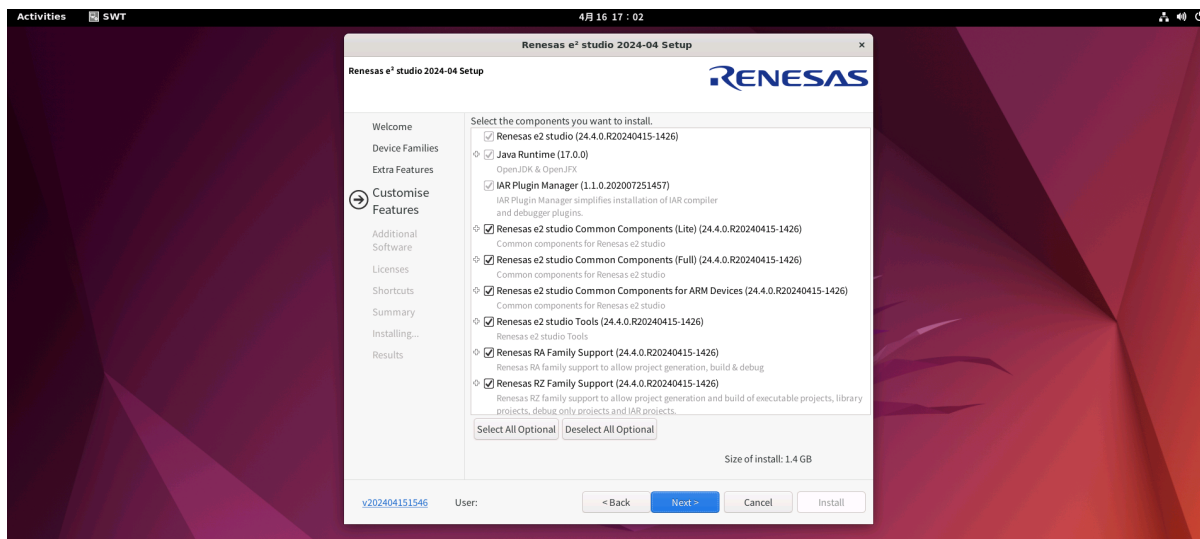 Activities SWT 4月 16 17：02
Renesas e² studio 2024-04 Setup ×
Renesas e² studio 2024-04 Setup
RENESAS
Welcome
Device Families
Extra Features
Customise
Features
Additional
Software
Licenses
Shortcuts
Summary
Installing...
Results
Select the components you want to install.
Renesas e2 studio (24.4.0.R20240415-1426)
Java Runtime (17.0.0)
OpenJDK & OpenJFX
IAR Plugin Manager (1.1.0.202007251457)
IAR Plugin Manager simplifies installation of IAR compiler
and debugger plugins.
Renesas e2 studio Common Components (Lite) (24.4.0.R20240415-1426)
Common components for Renesas e2 studio
Renesas e2 studio Common Components (Full) (24.4.0.R20240415-1426)
Common components for Renesas e2 studio
Renesas e2 studio Common Components for ARM Devices (24.4.0.R20240415-1426)
Common components for Renesas e2 studio
Renesas e2 studio Tools (24.4.0.R20240415-1426)
Renesas e2 studio Tools
Renesas RA Family Support (24.4.0.R20240415-1426)
Renesas RA family support to allow project generation, build & debug
Renesas RZ Family Support (24.4.0.R20240415-1426)
Renesas RZ family support to allow project generation and build of executable projects, library
projects, debug only projects and IAR projects.
Select All Optional Deselect All Optional
Size of install: 1.4 GB
v202404151546 User: < Back Next > Cancel Install